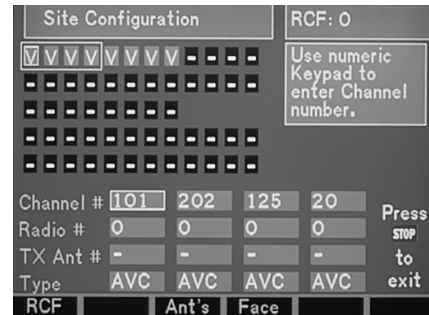 Site Configuration
RCF: 0
V V V V V V V V - - - -
Use numeric
Keypad to
enter Channel
number.
- - - - - - - - - - - -
- - - - - - - -
- - - - - - - - - - - -
- - - - - - - - - - - -
Channel # 101 202 125 20
Radio # 0 0 0 0
TX Ant # - - - -
Type AVC AVC AVC AVC
Press
STOP
to
exit
RCF Ant's Face